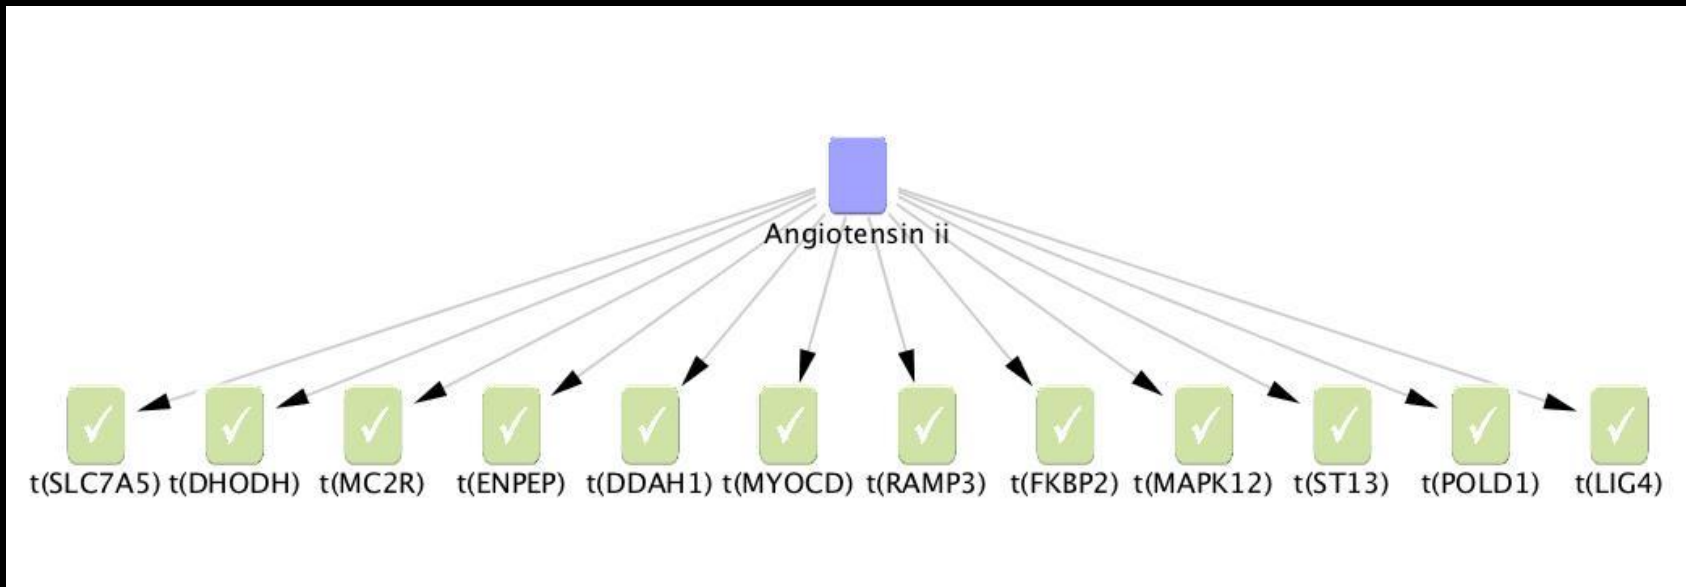 Angiotensin ii
t(SLC7A5) t(DHODH) t(MC2R) t(ENPEP) t(DDAH1) t(MYOCD) t(RAMP3) t(FKBP2) t(MAPK12) t(ST13) t(POLD1) t(LIG4)